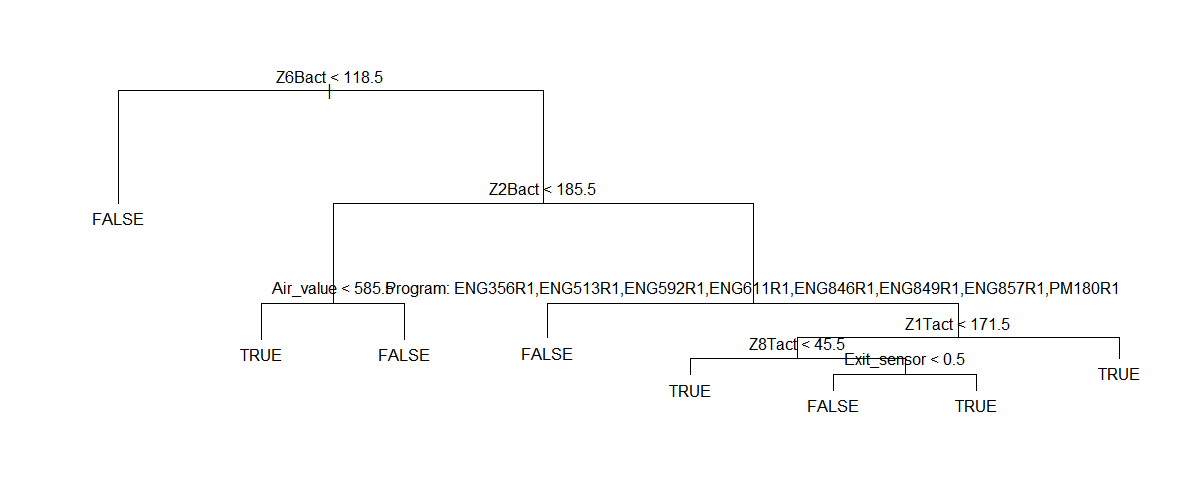 Z6Bact < 118.5
Z2Bact < 185.5
FALSE
Air_value < 585.5
Program: ENG356R1,ENG513R1,ENG592R1,ENG611R1,ENG846R1,ENG849R1,ENG857R1,PM180R1
Z1Tact < 171.5
Z8Tact < 45.5
TRUE
FALSE
FALSE
Exit_sensor < 0.5
TRUE
TRUE
FALSE
TRUE